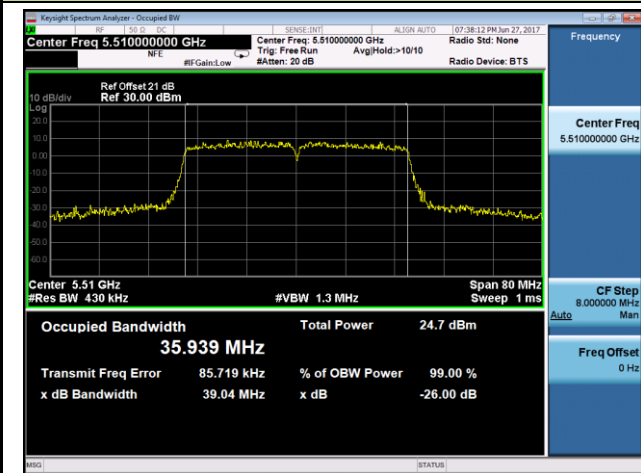 Keysight Spectrum Analyzer - Occupied BW
RF 50 Ω DC SENSE:INT ALIGN AUTO 07:38:12 PM Jun 27, 2017
Center Freq 5.510000000 GHz
NFE
#IFGain:Low
Center Freq: 5.510000000 GHz
Trig: Free Run Avg|Hold:>10/10
#Atten: 20 dB
Radio Std: None
Radio Device: BTS
Frequency
Ref Offset 21 dB
10 dB/div Ref 30.00 dBm
Log
20.0
10.0
0.00
-10.0
-20.0
-30.0
-40.0
-50.0
-60.0
Center 5.51 GHz Span 80 MHz
#Res BW 430 kHz #VBW 1.3 MHz Sweep 1 ms
Occupied Bandwidth Total Power 24.7 dBm
35.939 MHz
Transmit Freq Error 85.719 kHz % of OBW Power 99.00 %
x dB Bandwidth 39.04 MHz x dB -26.00 dB
Center Freq
5.510000000 GHz
CF Step
8.000000 MHz
Auto Man
Freq Offset
0 Hz
MSG STATUS